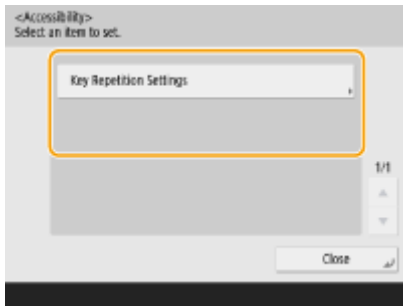 <Accessibility>
Select an item to set.
Key Repetition Settings
1/1
Close